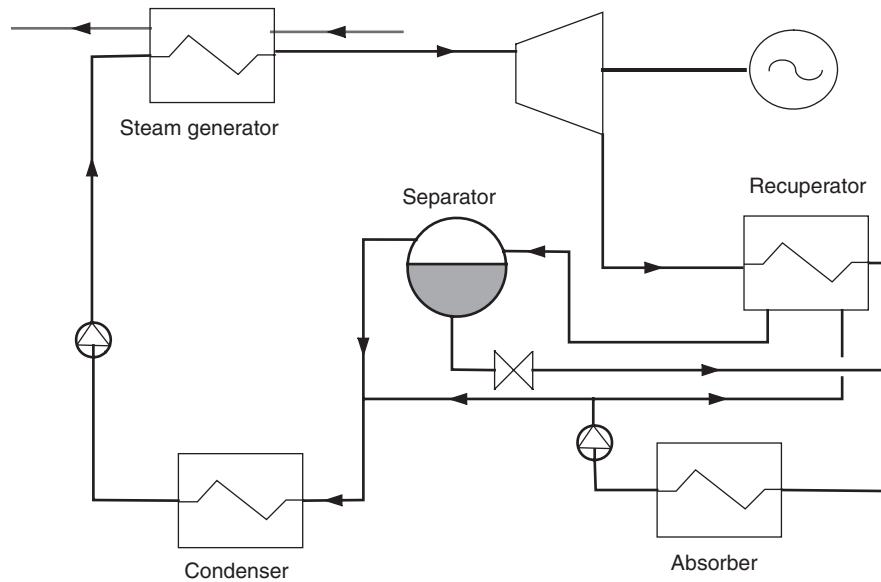 Steam generator
Recuperator
Separator
Absorber
Condenser